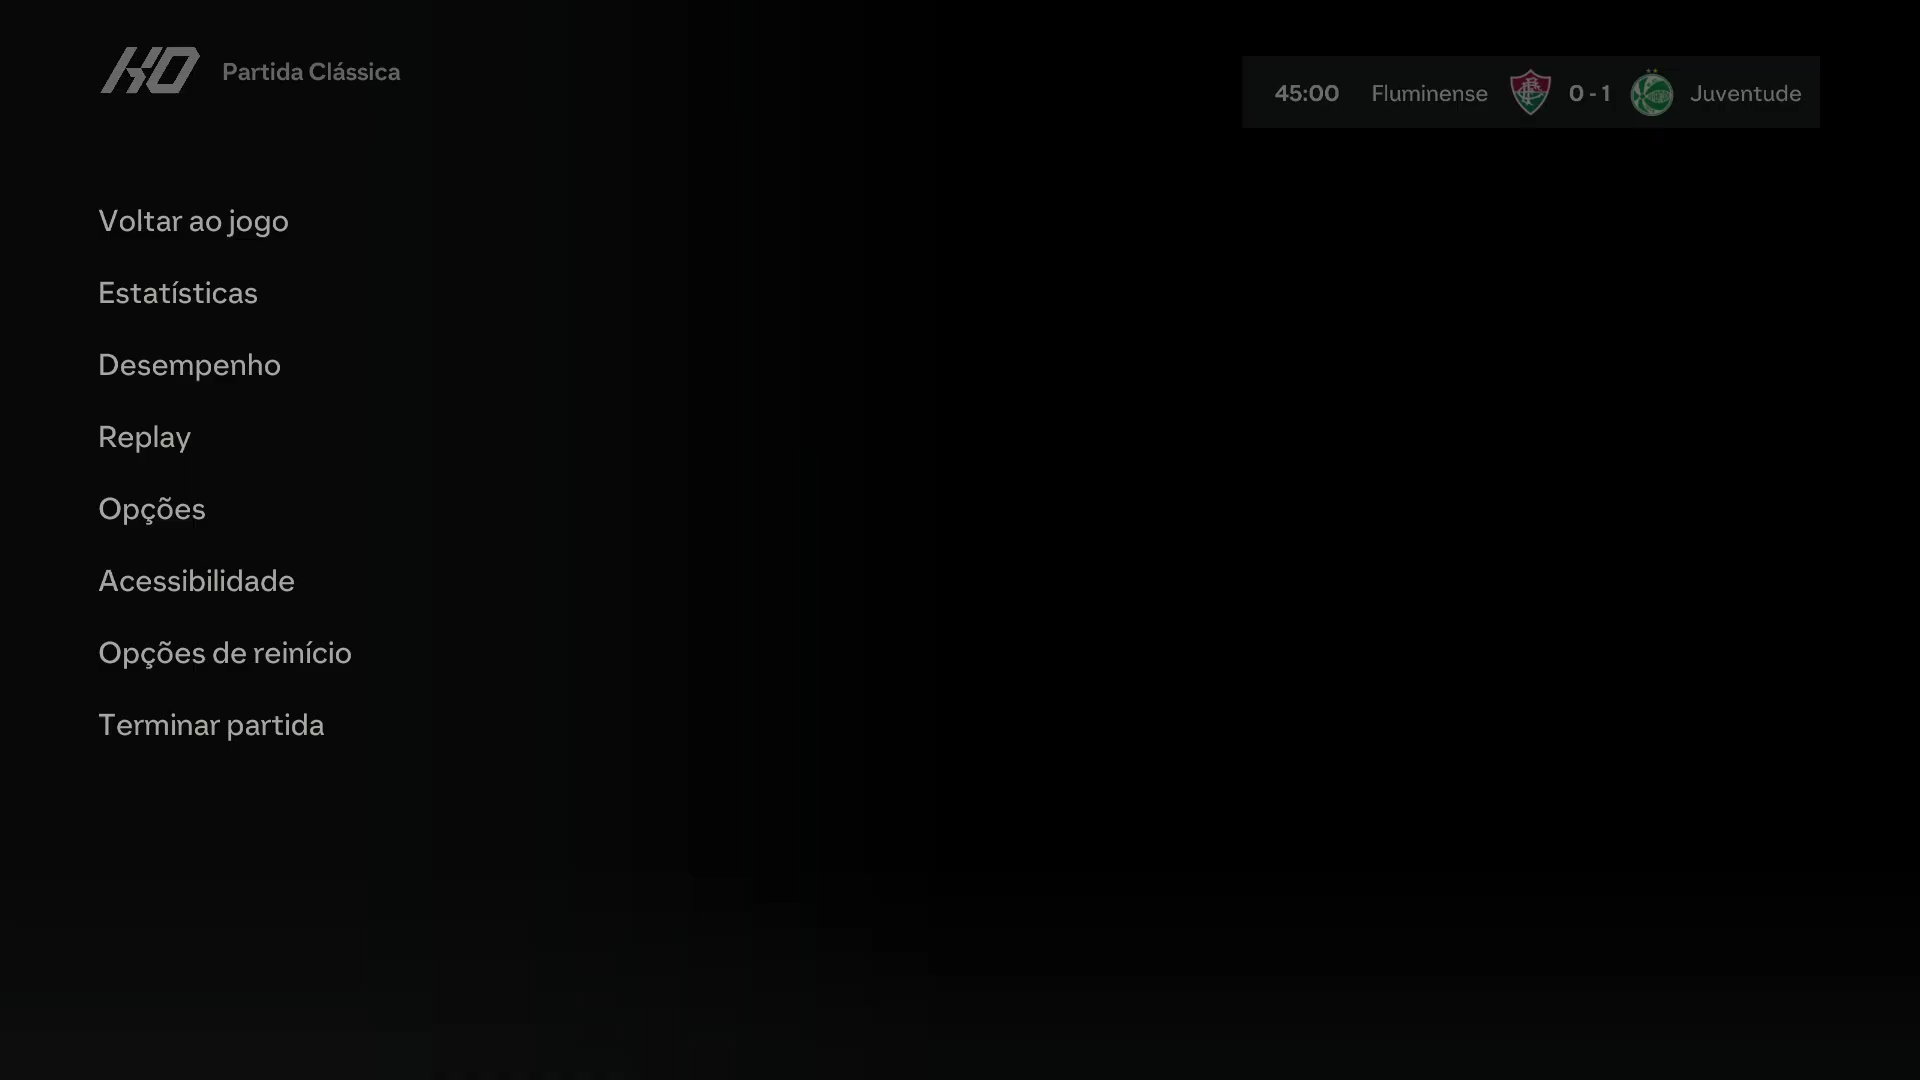 KO Partida Clássica
45:00 Fluminense 0 - 1 Juventude
Voltar ao jogo
Estatísticas
Desempenho
Replay
Opções
Acessibilidade
Opções de reinício
Terminar partida